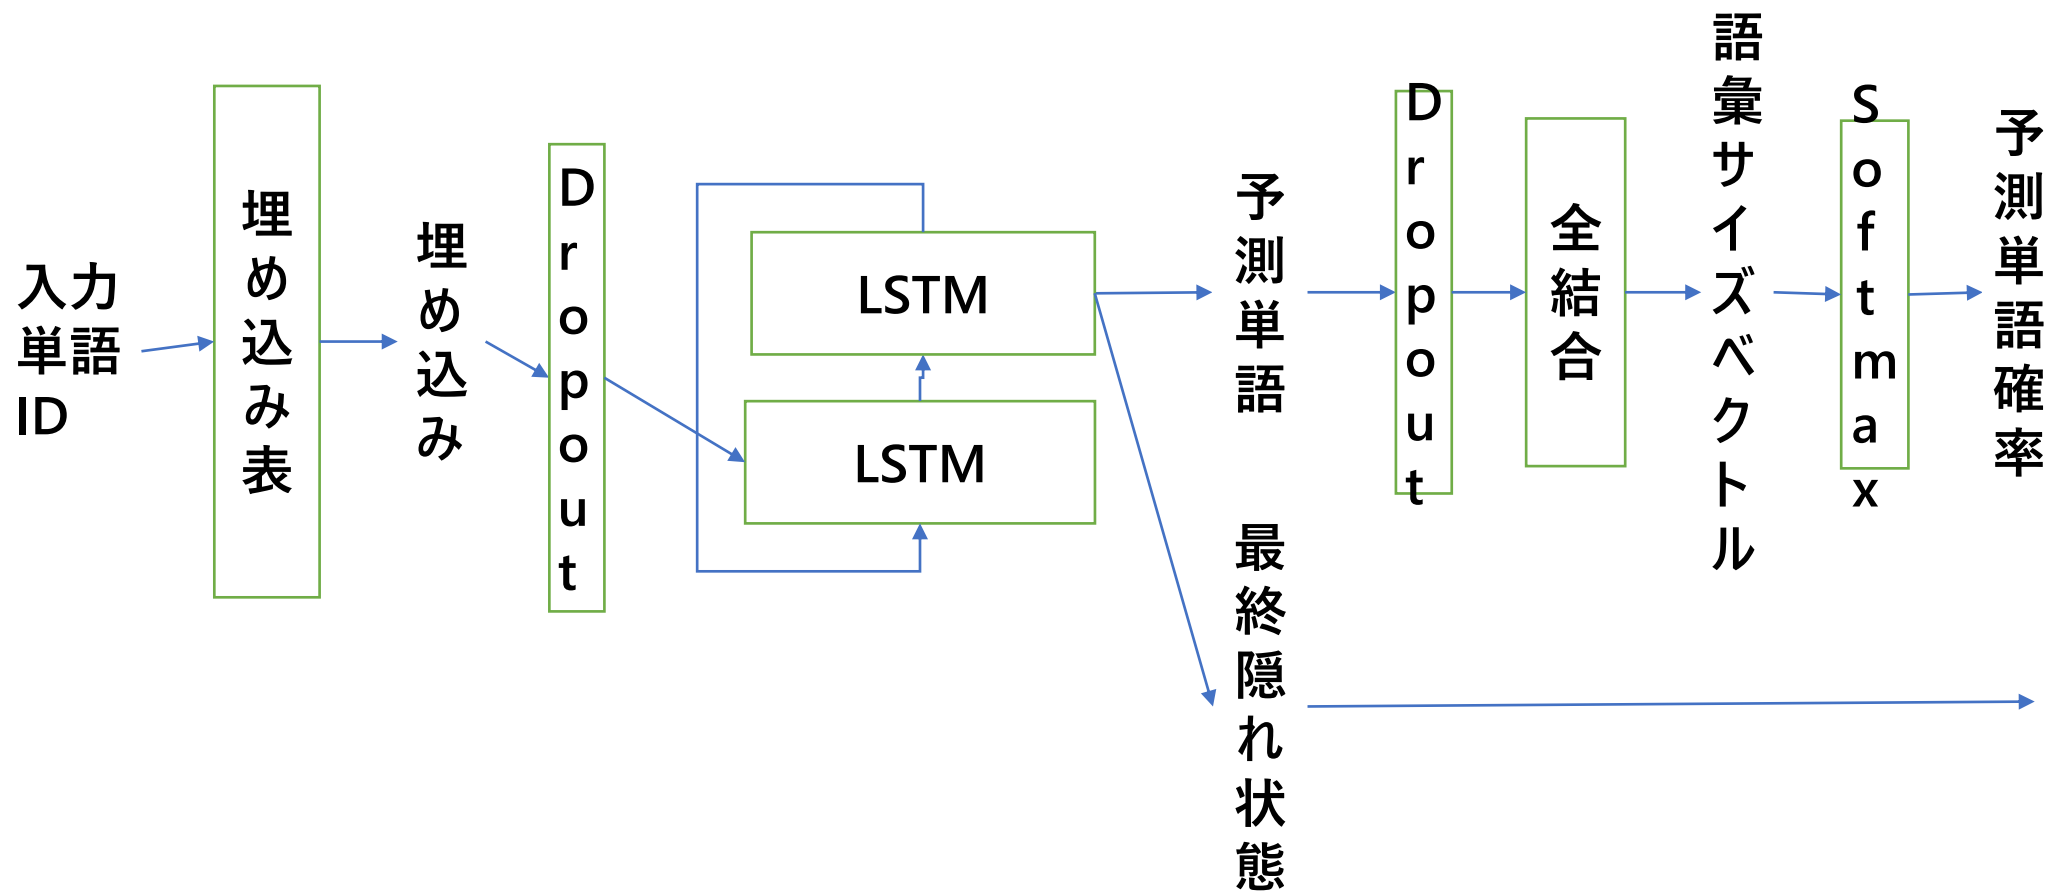 入力
単語
ID
埋め込み表
埋め込み
Dropout
LSTM
LSTM
予測単語
最終隠れ状態
Dropout
全結合
語彙サイズベクトル
Softmax
予測単語確率